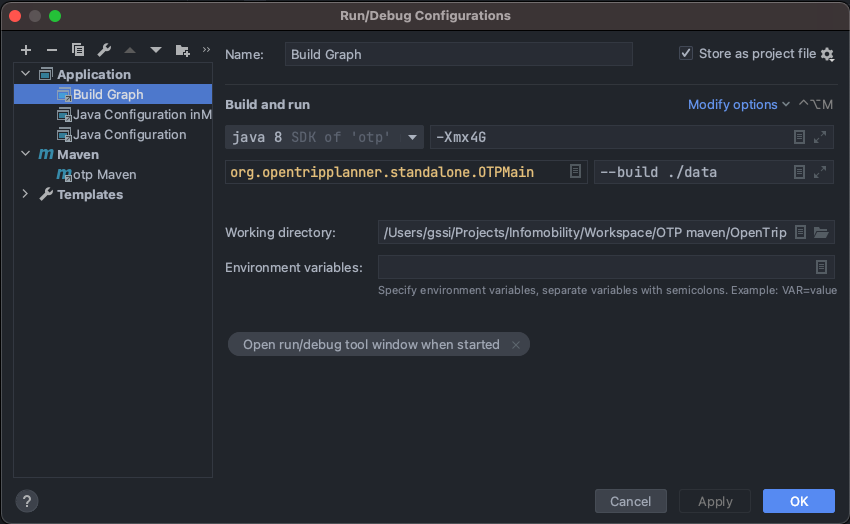 Run/Debug Configurations
Name:
Build Graph
Store as project file
Application
Build Graph
Java Configuration inM
Java Configuration
Maven
otp Maven
Templates
Build and run
Modify options ⌃⌥M
java 8 SDK of 'otp' -Xmx4G
org.opentripplanner.standalone.OTPMain --build ./data
Working directory: /Users/gssi/Projects/Infomobility/Workspace/OTP maven/OpenTrip
Environment variables:
Specify environment variables, separate variables with semicolons. Example: VAR=value
Open run/debug tool window when started ×
? Cancel Apply OK